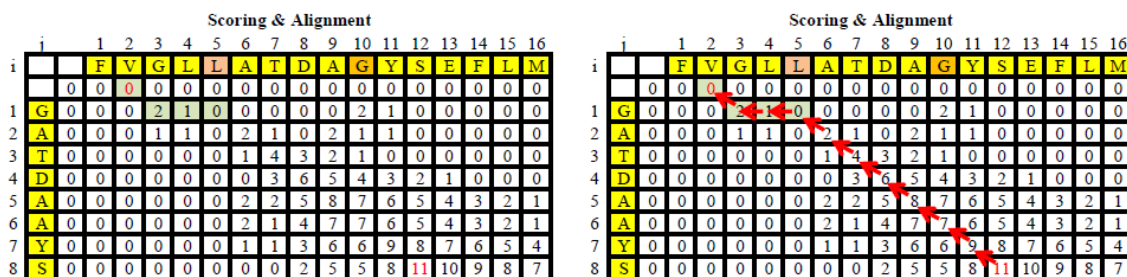 Scoring & Alignment
j 1 2 3 4 5 6 7 8 9 10 11 12 13 14 15 16
i F V G L L A T D A G Y S E F L M
0 0 0 0 0 0 0 0 0 0 0 0 0 0 0 0 0
1 G 0 0 0 2 1 0 0 0 0 0 2 1 0 0 0 0 0
2 A 0 0 0 1 1 0 2 1 0 2 1 1 0 0 0 0 0
3 T 0 0 0 0 0 0 1 4 3 2 1 0 0 0 0 0 0
4 D 0 0 0 0 0 0 0 3 6 5 4 3 2 1 0 0 0
5 A 0 0 0 0 0 0 2 2 5 8 7 6 5 4 3 2 1
6 A 0 0 0 0 0 0 2 1 4 7 7 6 5 4 3 2 1
7 Y 0 0 0 0 0 0 1 1 3 6 6 9 8 7 6 5 4
8 S 0 0 0 0 0 0 0 0 2 5 5 8 11 10 9 8 7
Scoring & Alignment
j 1 2 3 4 5 6 7 8 9 10 11 12 13 14 15 16
i F V G L L A T D A G Y S E F L M
0 0 0 0 0 0 0 0 0 0 0 0 0 0 0 0 0
1 G 0 0 0 2 1 0 0 0 0 0 2 1 0 0 0 0 0
2 A 0 0 0 1 1 0 2 1 0 2 1 1 0 0 0 0 0
3 T 0 0 0 0 0 0 1 4 3 2 1 0 0 0 0 0 0
4 D 0 0 0 0 0 0 0 3 6 5 4 3 2 1 0 0 0
5 A 0 0 0 0 0 0 2 2 5 8 7 6 5 4 3 2 1
6 A 0 0 0 0 0 0 2 1 4 7 7 6 5 4 3 2 1
7 Y 0 0 0 0 0 0 1 1 3 6 6 9 8 7 6 5 4
8 S 0 0 0 0 0 0 0 0 2 5 5 8 11 10 9 8 7